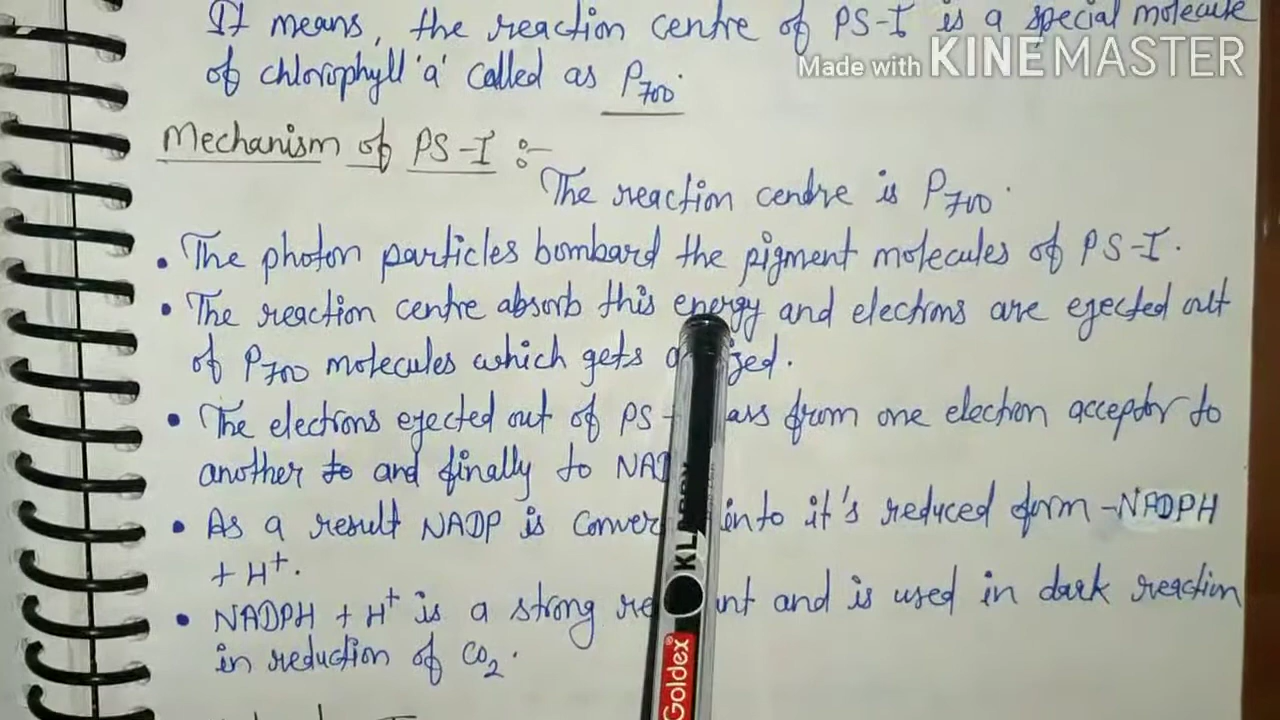 It means, the reaction centre of PS-I is a special molecule
Made with KINEMASTER
of chlorophyll 'a' called as P700.
Mechanism of PS-I :-
The reaction centre is P700.
• The photon particles bombard the pigment molecules of PS-I.
• The reaction centre absorb this energy and electrons are ejected out
of P700 molecules which gets
• The electrons ejected out of PS- from one electron acceptor to
another to and finally to
• As a result NADP is into it's reduced form - NADPH
+ H+.
• NADPH + H+ is a strong and is used in dark reaction
in reduction of CO2.
Goldex